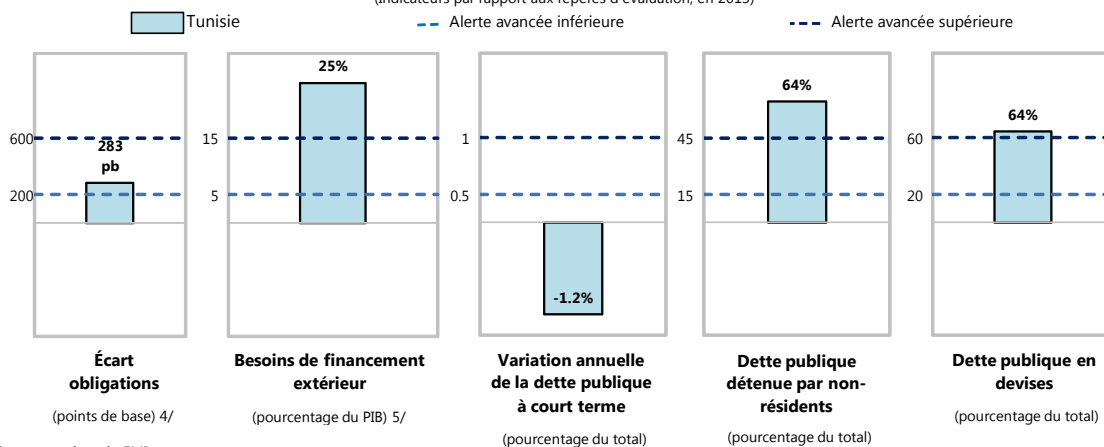 (Indicateurs par rapport aux repères d'évaluation, en 2015)
Tunisie
Alerte avancée inférieure
Alerte avancée supérieure
600
200
283
pb
15
5
25%
1
0.5
-1.2%
45
15
64%
60
20
64%
Écart
obligations
(points de base) 4/
Besoins de financement
extérieur
(pourcentage du PIB) 5/
Variation annuelle
de la dette publique
à court terme
(pourcentage du total)
Dette publique
détenue par non-
résidents
(pourcentage du total)
Dette publique en
devises
(pourcentage du total)